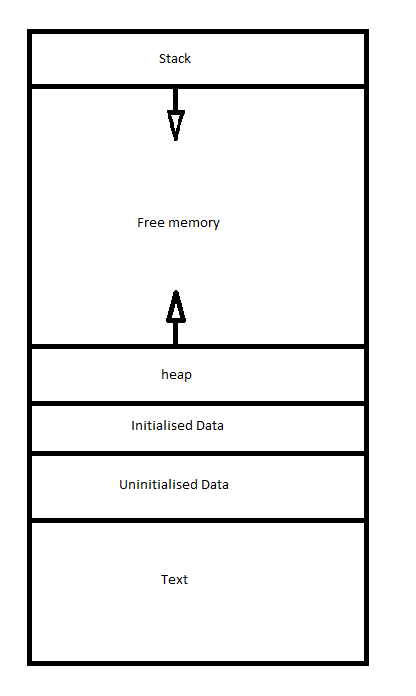 Stack
Free memory
heap
Initialised Data
Uninitialised Data
Text